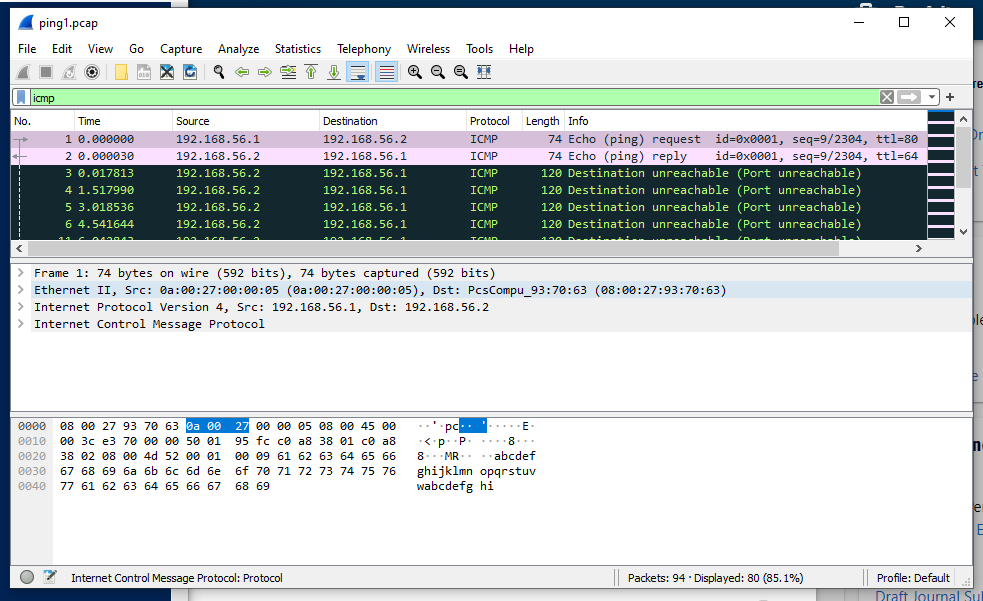 ping1.pcap
File Edit View Go Capture Analyze Statistics Telephony Wireless Tools Help
icmp
No. Time Source Destination Protocol Length Info
1 0.000000 192.168.56.1 192.168.56.2 ICMP 74 Echo (ping) request id=0x0001, seq=9/2304, ttl=80
2 0.000030 192.168.56.2 192.168.56.1 ICMP 74 Echo (ping) reply id=0x0001, seq=9/2304, ttl=64
3 0.017813 192.168.56.2 192.168.56.1 ICMP 120 Destination unreachable (Port unreachable)
4 1.517990 192.168.56.2 192.168.56.1 ICMP 120 Destination unreachable (Port unreachable)
5 3.018536 192.168.56.2 192.168.56.1 ICMP 120 Destination unreachable (Port unreachable)
6 4.541644 192.168.56.2 192.168.56.1 ICMP 120 Destination unreachable (Port unreachable)
Frame 1: 74 bytes on wire (592 bits), 74 bytes captured (592 bits)
Ethernet II, Src: 0a:00:27:00:00:05 (0a:00:27:00:00:05), Dst: PcsCompu_93:70:63 (08:00:27:93:70:63)
Internet Protocol Version 4, Src: 192.168.56.1, Dst: 192.168.56.2
Internet Control Message Protocol
0000 08 00 27 93 70 63 0a 00 27 00 00 05 08 00 45 00 ··'·pc·· '·····E·
0010 00 3c e3 70 00 00 50 01 95 fc c0 a8 38 01 c0 a8 ·<·p··P· ····8···
0020 38 02 08 00 4d 52 00 01 00 09 61 62 63 64 65 66 8···MR·· ··abcdef
0030 67 68 69 6a 6b 6c 6d 6e 6f 70 71 72 73 74 75 76 ghijklmn opqrstuv
0040 77 61 62 63 64 65 66 67 68 69 wabcdefg hi
Internet Control Message Protocol: Protocol Packets: 94 · Displayed: 80 (85.1%) Profile: Default
Draft Journal Sul